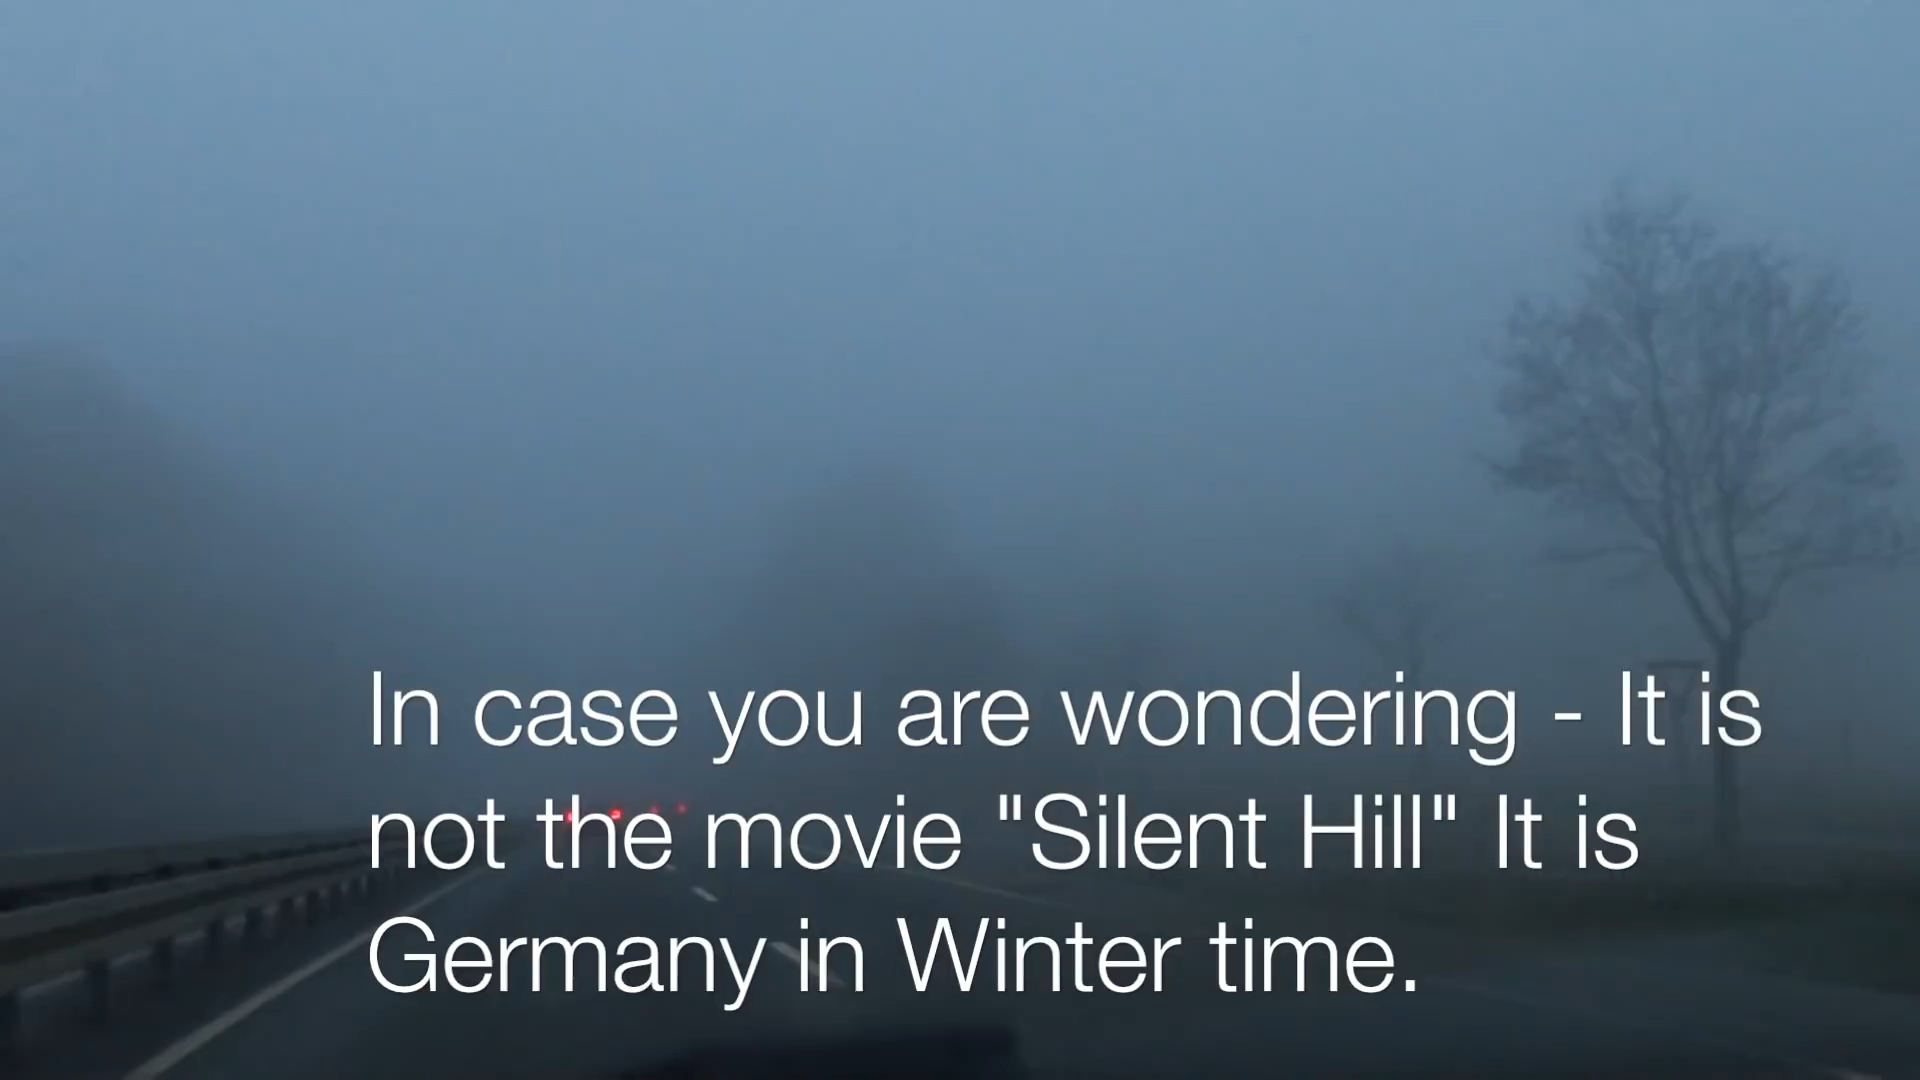 In case you are wondering - It is
not the movie "Silent Hill" It is
Germany in Winter time.